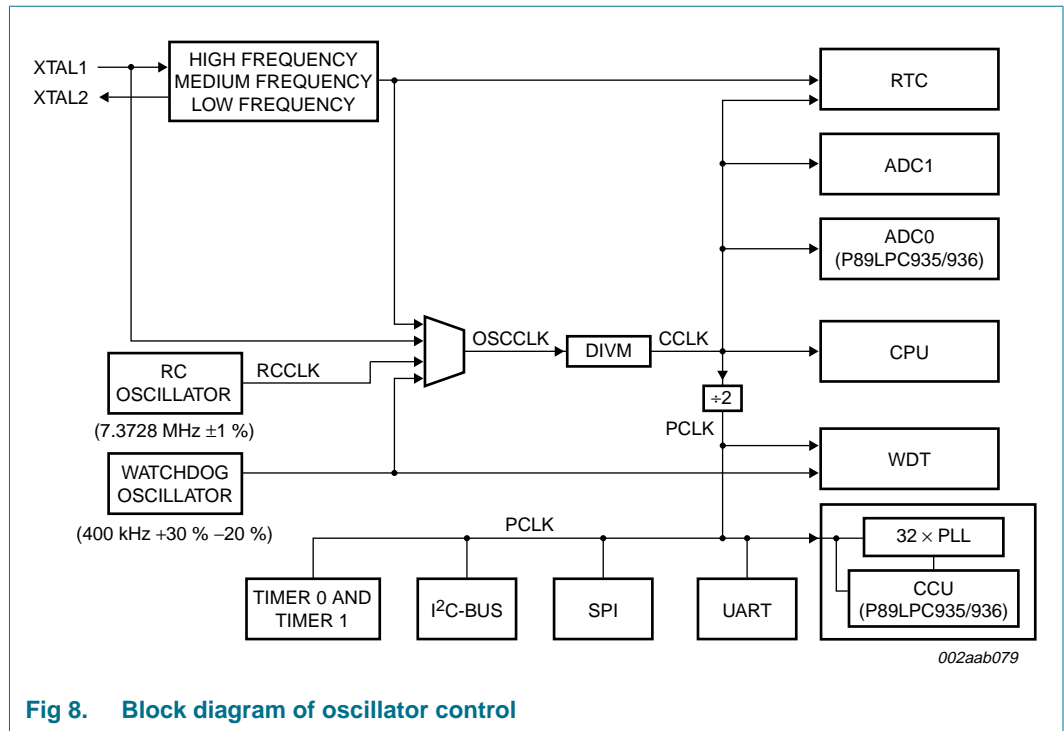 XTAL1
XTAL2
HIGH FREQUENCY
MEDIUM FREQUENCY
LOW FREQUENCY
RTC
ADC1
ADC0
(P89LPC935/936)
OSCCLK
DIVM
CCLK
CPU
RC
OSCILLATOR
RCCLK
(7.3728 MHz ±1 %)
÷2
PCLK
WDT
WATCHDOG
OSCILLATOR
(400 kHz +30 % −20 %)
PCLK
32 × PLL
CCU
(P89LPC935/936)
TIMER 0 AND
TIMER 1
I²C-BUS
SPI
UART
002aab079
Fig 8. Block diagram of oscillator control